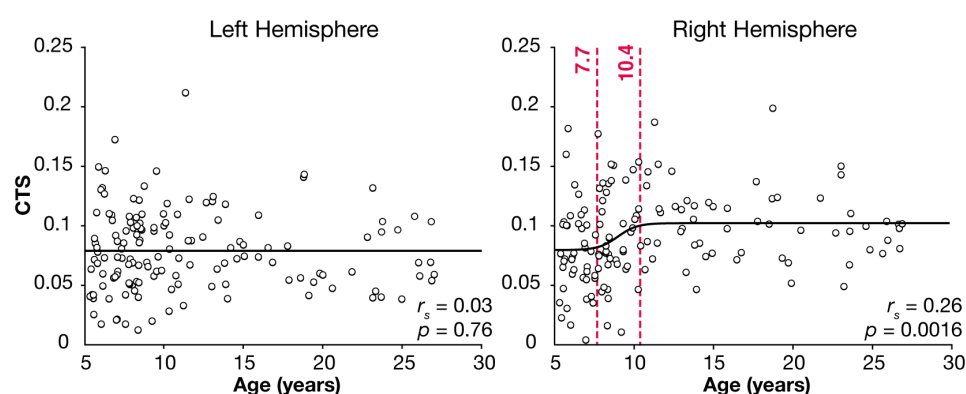 Left Hemisphere
CTS
0.25
0.2
0.15
0.1
0.05
0
5
10
15
20
25
30
Age (years)
r_s = 0.03
p = 0.76
Right Hemisphere
7.7
10.4
0.25
0.2
0.15
0.1
0.05
0
5
10
15
20
25
30
Age (years)
r_s = 0.26
p = 0.0016